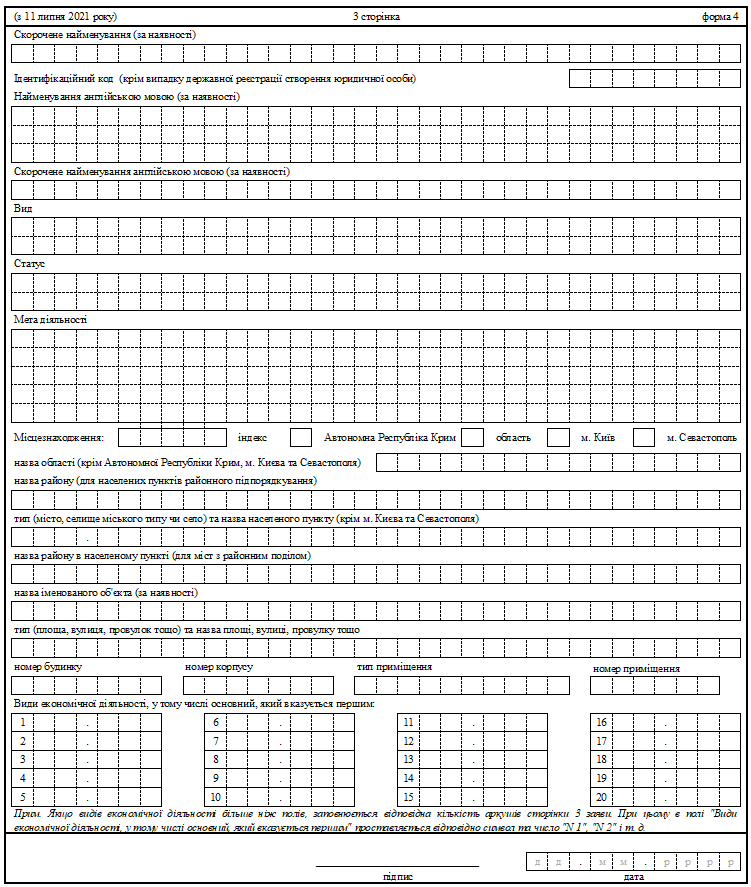 (з 11 липня 2021 року) 3 сторінка форма 4
Скорочене найменування (за наявності)
Ідентифікаційний код (крім випадку державної реєстрації створення юридичної особи)
Найменування англійською мовою (за наявності)
Скорочене найменування англійською мовою (за наявності)
Вид
Статус
Мета діяльності
Місцезнаходження: індекс Автономна Республіка Крим область м. Київ м. Севастополь
назва області (крім Автономної Республіки Крим, м. Києва та Севастополя)
назва району (для населених пунктів районного підпорядкування)
тип (місто, селище міського типу чи село) та назва населеного пункту (крім м. Києва та Севастополя)
.
назва району в населеному пункті (для міст з районним поділом)
назва іменованого об'єкта (за наявності)
тип (площа, вулиця, провулок тощо) та назва площі, вулиці, провулку тощо
номер будинку номер корпусу тип приміщення номер приміщення
Види економічної діяльності, у тому числі основний, який вказується першим:
1 . 6 . 11 . 16 .
2 . 7 . 12 . 17 .
3 . 8 . 13 . 18 .
4 . 9 . 14 . 19 .
5 . 10 . 15 . 20 .
Прим. Якщо видів економічної діяльності більше ніж полів, заповнюється відповідна кількість аркушів сторінки 3 заяви. При цьому в полі "Види
економічної діяльності, у тому числі основний, який вказується першим" проставляється відповідно символ та число "N 1", "N 2" і т. д.
д д . м м . р р р р
підпис дата